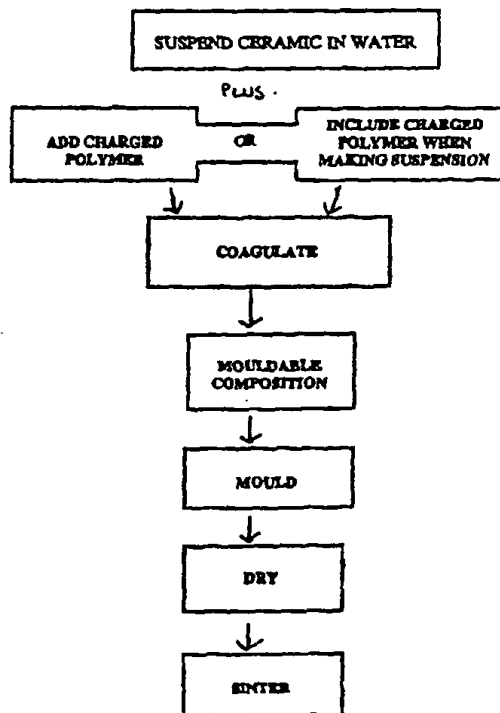 SUSPEND CERAMIC IN WATER
PLUS.
ADD CHARGED
POLYMER
OR
INCLUDE CHARGED
POLYMER WHEN
MAKING SUSPENSION
COAGULATE
MOULDABLE
COMPOSITION
MOULD
DRY
SINTER